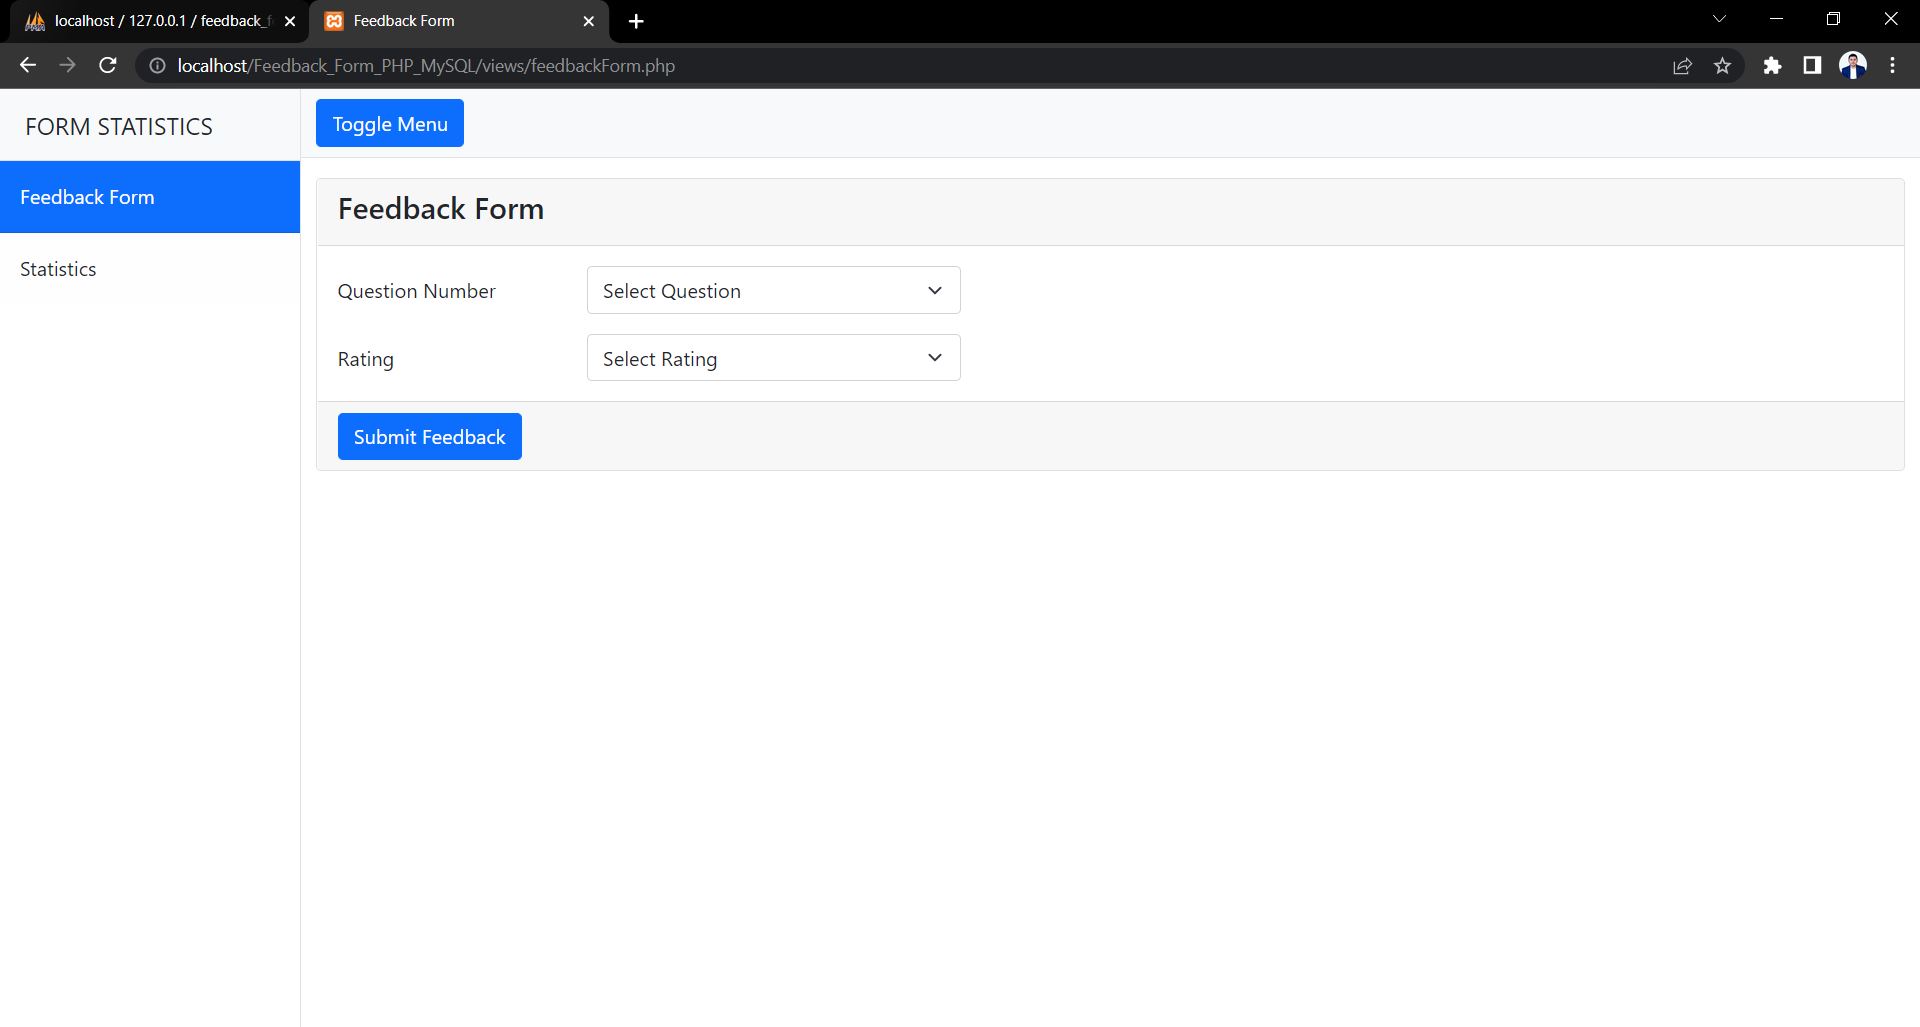 localhost / 127.0.0.1 / feedback_f
Feedback Form
localhost/Feedback_Form_PHP_MySQL/views/feedbackForm.php
FORM STATISTICS
Toggle Menu
Feedback Form
Statistics
Feedback Form
Question Number
Select Question
Rating
Select Rating
Submit Feedback